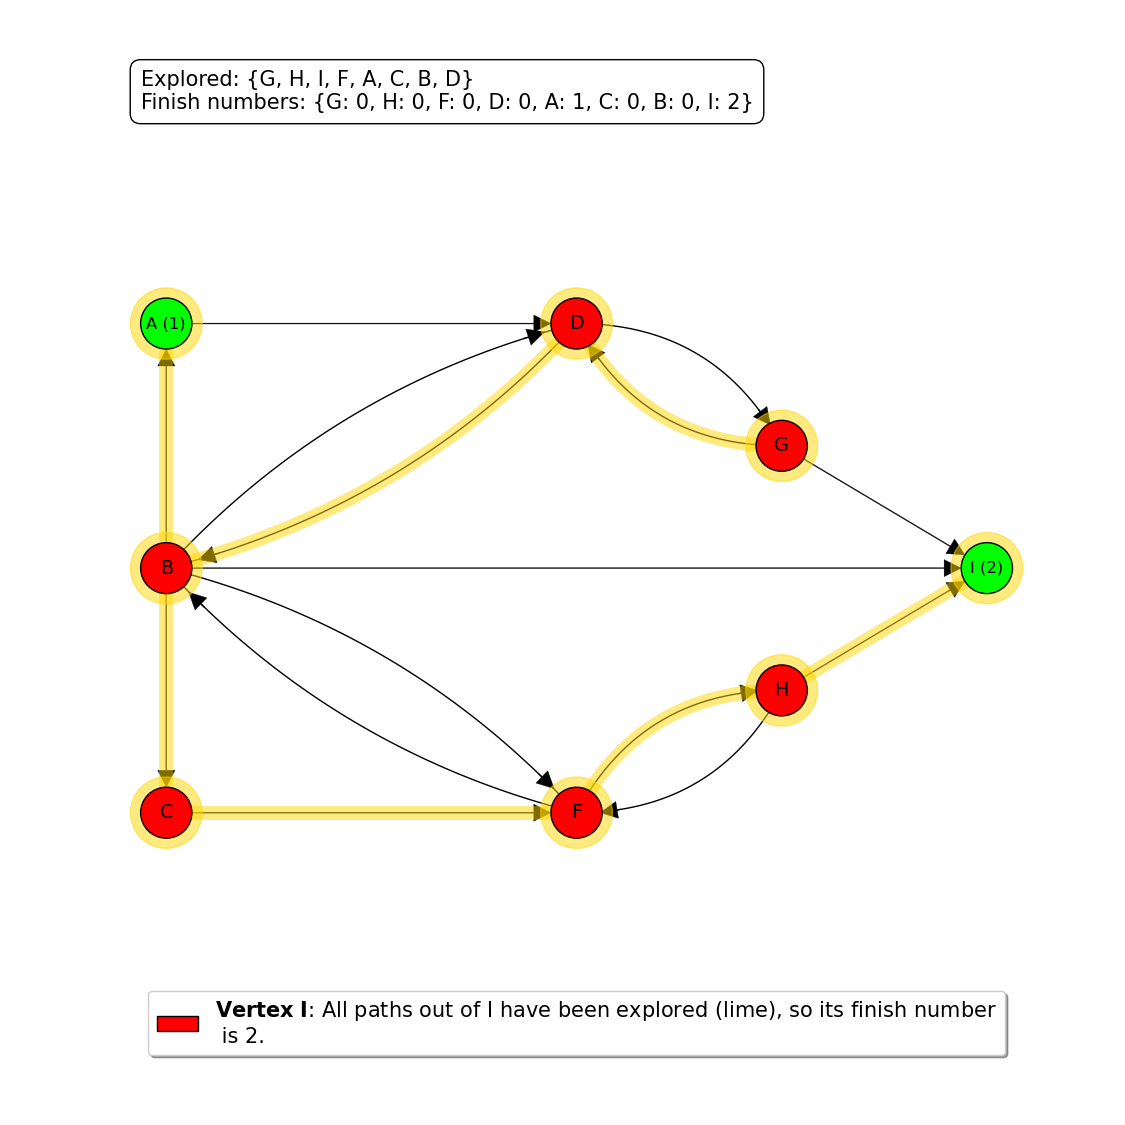 Explored: {G, H, I, F, A, C, B, D}
Finish numbers: {G: 0, H: 0, F: 0, D: 0, A: 1, C: 0, B: 0, I: 2}
A (1)
D
G
B
I (2)
H
C
F
Vertex I: All paths out of I have been explored (lime), so its finish number
is 2.